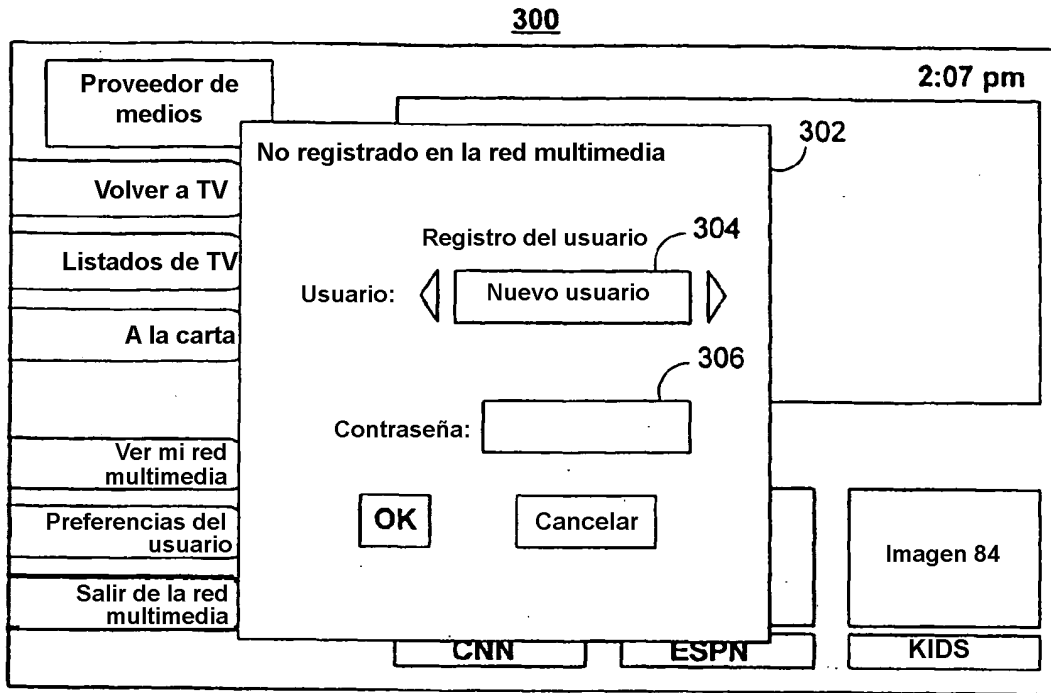 300
Proveedor de
medios
2:07 pm
302
No registrado en la red multimedia
Volver a TV
Registro del usuario
304
Listados de TV
Usuario:
Nuevo usuario
A la carta
306
Contraseña:
Ver mi red
multimedia
OK
Cancelar
Preferencias del
usuario
Imagen 84
Salir de la red
multimedia
CNN
ESPN
KIDS